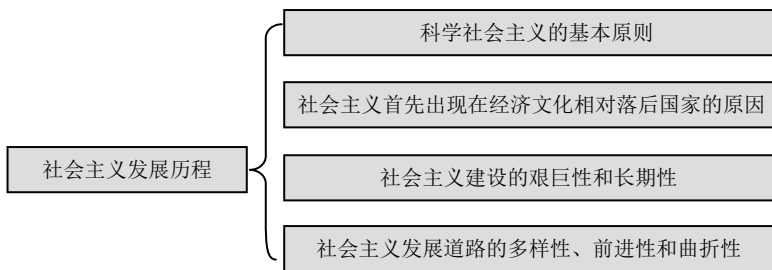 科学社会主义的基本原则
社会主义首先出现在经济文化相对落后国家的原因
社会主义发展历程
社会主义建设的艰巨性和长期性
社会主义发展道路的多样性、前进性和曲折性